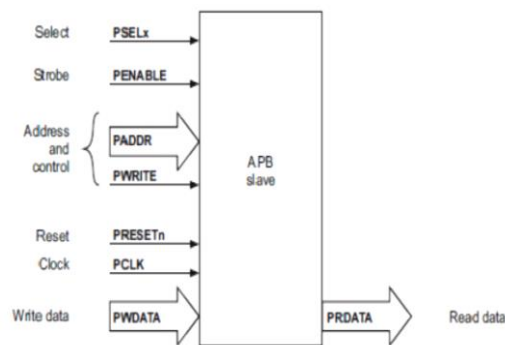 Select PSELx
Strobe PENABLE
Address
and
control
PADDR
PWRITE
APB
slave
Reset PRESETn
Clock PCLK
Write data PWDATA
PRDATA Read data